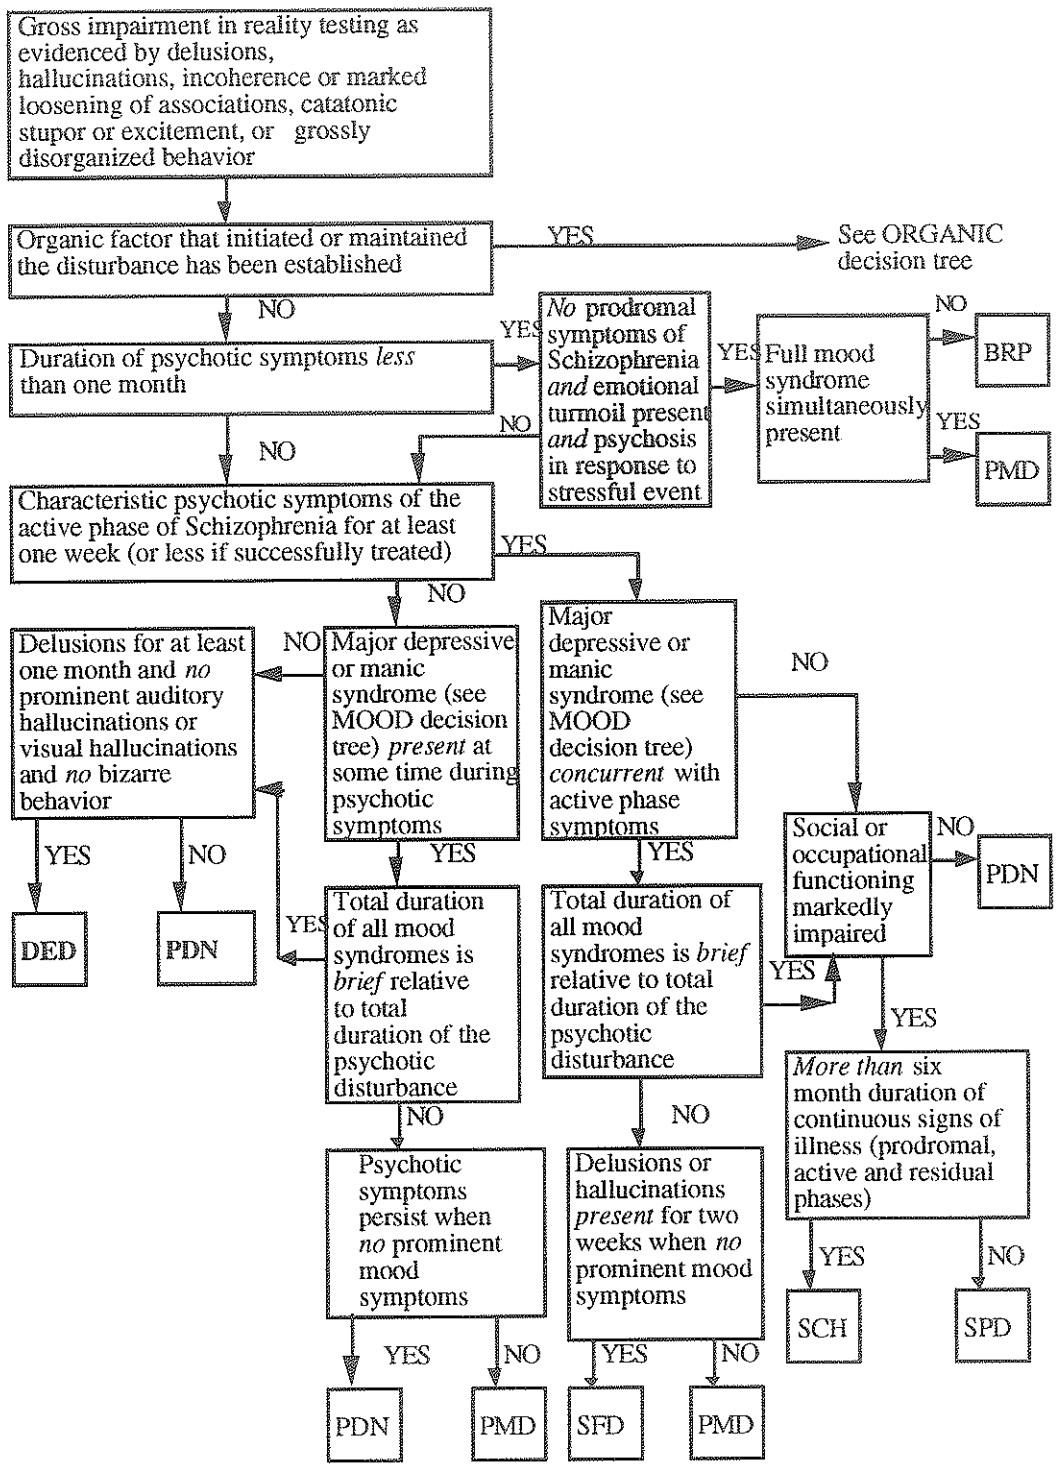 Gross impairment in reality testing as
evidenced by delusions,
hallucinations, incoherence or marked
loosening of associations, catatonic
stupor or excitement, or grossly
disorganized behavior
Organic factor that initiated or maintained
the disturbance has been established
YES
See ORGANIC
decision tree
NO
Duration of psychotic symptoms less
than one month
YES
No prodromal
symptoms of
Schizophrenia
and emotional
turmoil present
and psychosis
in response to
stressful event
YES
Full mood
syndrome
simultaneously
present
NO
BRP
YES
PMD
NO
NO
Characteristic psychotic symptoms of the
active phase of Schizophrenia for at least
one week (or less if successfully treated)
YES
NO
Delusions for at least
one month and no
prominent auditory
hallucinations or
visual hallucinations
and no bizarre
behavior
NO
Major depressive
or manic
syndrome (see
MOOD decision
tree) present at
some time during
psychotic
symptoms
Major
depressive or
manic
syndrome (see
MOOD
decision tree)
concurrent with
active phase
symptoms
NO
Social or
occupational
functioning
markedly
impaired
NO
PDN
YES
NO
YES
YES
DED
PDN
YES
Total duration
of all mood
syndromes is
brief relative
to total
duration of the
psychotic
disturbance
Total duration of
all mood
syndromes is brief
relative to total
duration of the
psychotic
disturbance
YES
YES
More than six
month duration of
continuous signs of
illness (prodromal,
active and residual
phases)
NO
NO
Psychotic
symptoms
persist when
no prominent
mood
symptoms
Delusions or
hallucinations
present for two
weeks when no
prominent mood
symptoms
YES
NO
SCH
SPD
YES
NO
YES
NO
PDN
PMD
SFD
PMD